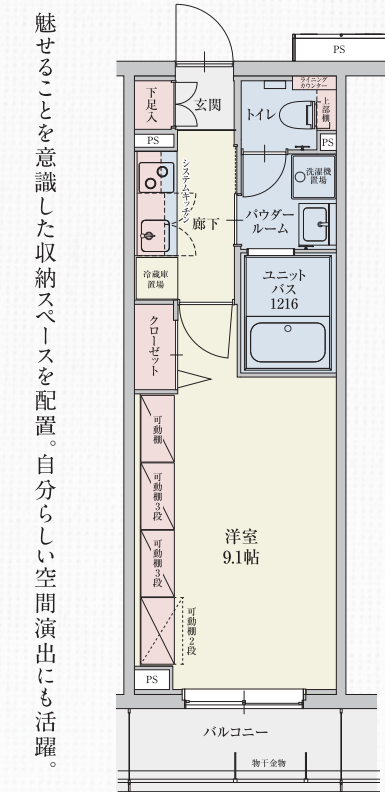 魅せることを意識した収納スペースを配置。自分らしい空間演出にも活躍。
PS
下足入
玄関
トイレ
ライニング
カウンター
上部棚
PS
PS
システムキッチン
洗濯機
置場
廊下
パウダー
ルーム
冷蔵庫
置場
ユニット
バス
1216
クローゼット
可動棚
可動棚3段
可動棚3段
洋室
9.1帖
可動棚2段
PS
バルコニー
物干金物